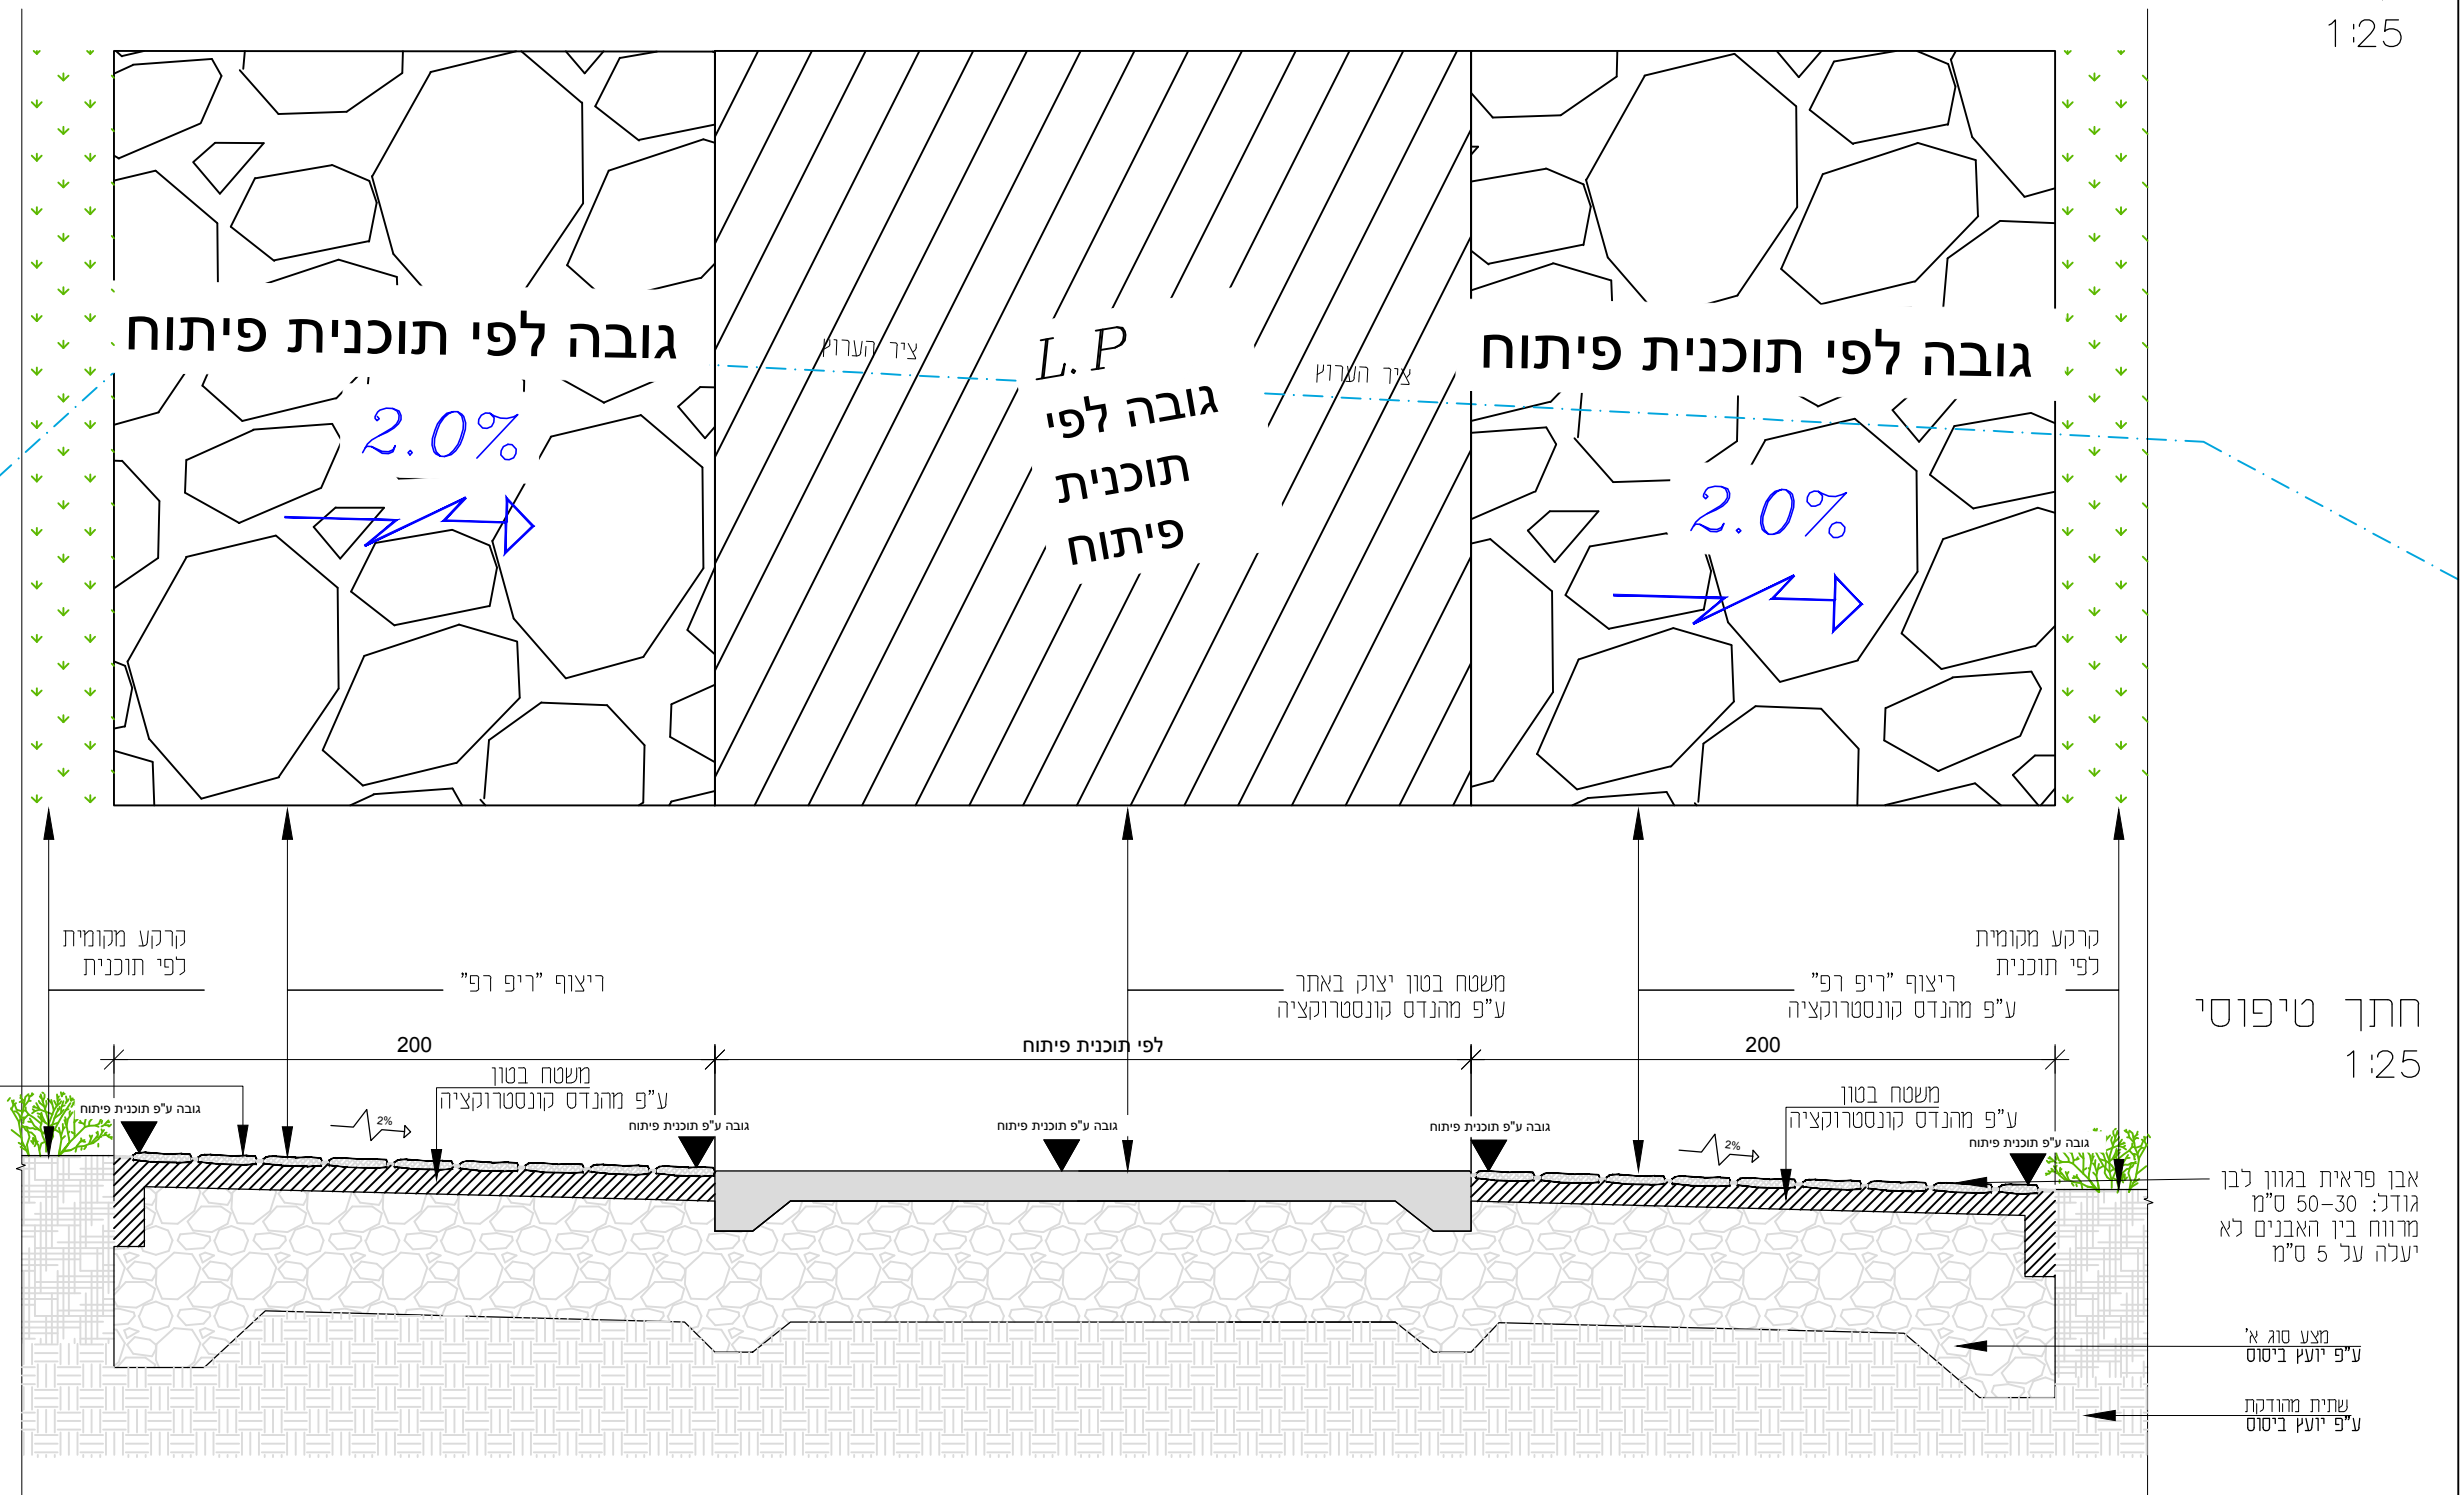 1:25
גובה לפי תוכנית פיתוח
ציר הערוץ
L.P
גובה לפי
תוכנית
פיתוח
ציר הערוץ
גובה לפי תוכנית פיתוח
2.0%
2.0%
קרקע מקומית
לפי תוכנית
ריצוף "ריפ רפ"
משטח בטון יצוק באתר
ע"פ מהנדס קונסטרוקציה
ריצוף "ריפ רפ"
ע"פ מהנדס קונסטרוקציה
קרקע מקומית
לפי תוכנית
חתך טיפוסי
1:25
200
לפי תוכנית פיתוח
200
משטח בטון
ע"פ מהנדס קונסטרוקציה
משטח בטון
ע"פ מהנדס קונסטרוקציה
גובה ע"פ תוכנית פיתוח
2%
גובה ע"פ תוכנית פיתוח
גובה ע"פ תוכנית פיתוח
גובה ע"פ תוכנית פיתוח
2%
גובה ע"פ תוכנית פיתוח
אבן פראית בגוון לבן
גודל: 50-30 ס"מ
מרווח בין האבנים לא
יעלה על 5 ס"מ
מצע סוג א'
ע"פ יועץ ביסוס
שתית מהודקת
ע"פ יועץ ביסוס